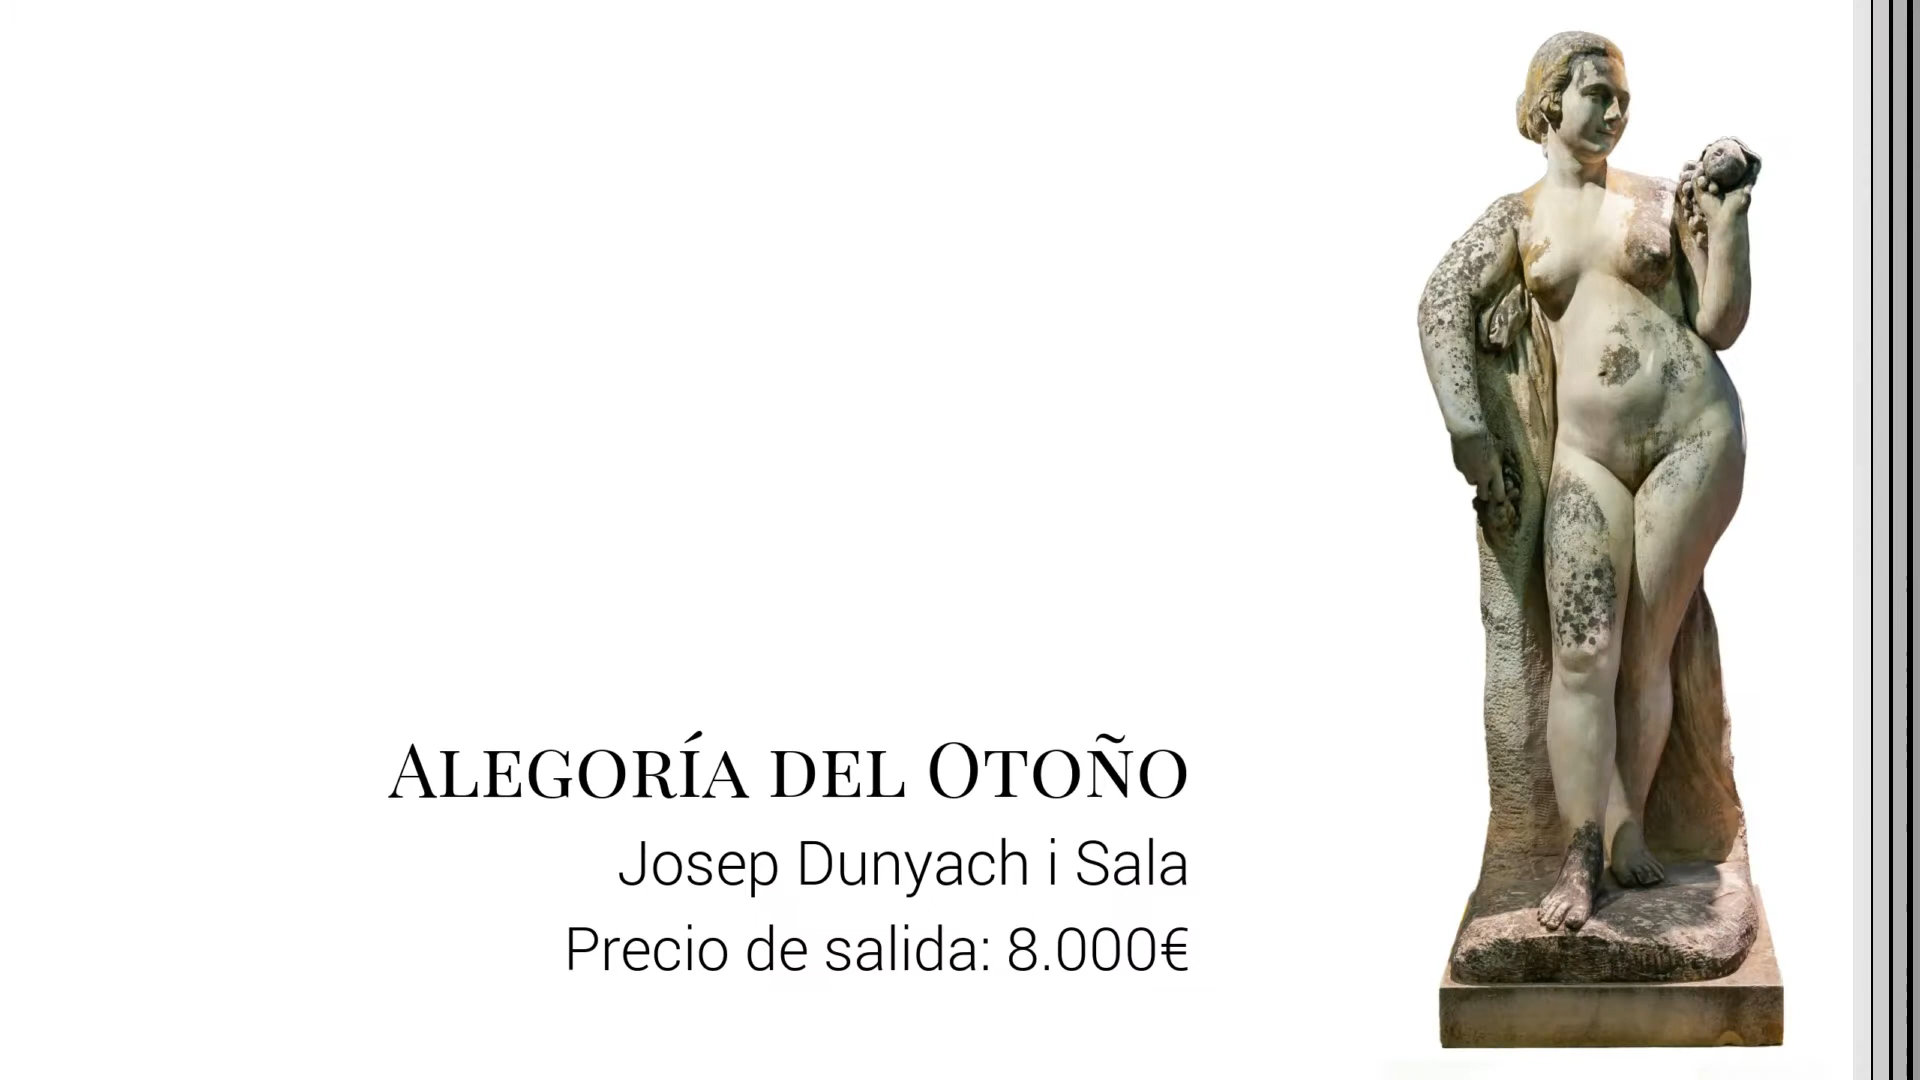 Alegoría del Otoño
Josep Dunyach i Sala
Precio de salida: 8.000€